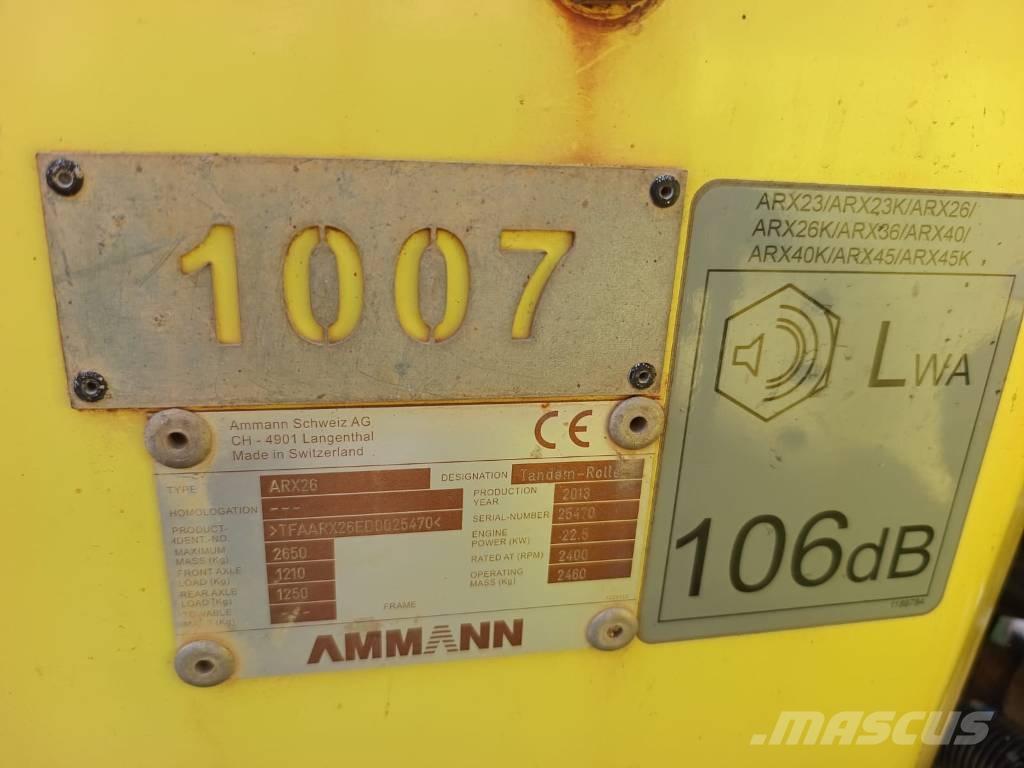 1007
ARX23/ARX23K/ARX26/
ARX26K/ARX36/ARX40/
ARX40K/ARX45/ARX45K
LWA
106dB
Ammann Schweiz AG
CH - 4901 Langenthal
Made in Switzerland
CE
TYPE ARX26
DESIGNATION Tandem-Rolle
HOMOLOGATION ---
PRODUCTION YEAR 2013
PRODUCT-IDENT.-NO.
SERIAL-NUMBER 25470
MAXIMUM MASS (Kg) 2650
ENGINE POWER (KW) 22.5
FRONT AXLE LOAD (Kg) 1210
RATED AT (RPM) 2400
REAR AXLE LOAD (Kg) 1250
OPERATING MASS (Kg) 2460
---
FRAME
AMMANN
MASCUS